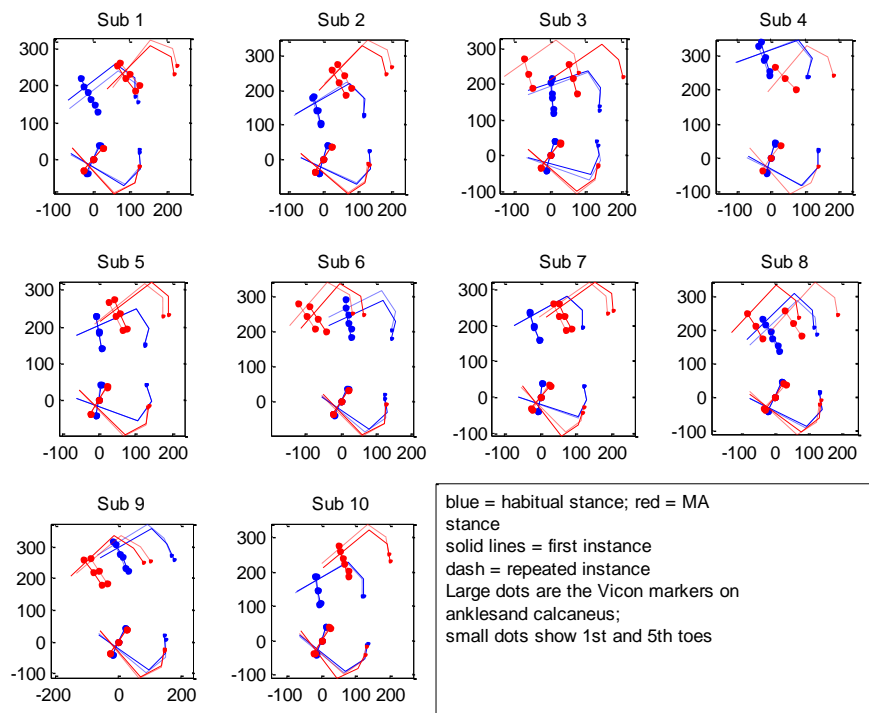 Sub 1
300
200
100
0
-100 0 100 200
Sub 2
300
200
100
0
-100 0 100 200
Sub 3
300
200
100
0
-100
-100 0 100 200
Sub 4
300
200
100
0
-100
-100 0 100 200
Sub 5
300
200
100
0
-100
-100 0 100 200
Sub 6
300
200
100
0
-100 0 100 200
Sub 7
300
200
100
0
-100
-100 0 100 200
Sub 8
300
200
100
0
-100
-100 0 100 200
Sub 9
300
200
100
0
-100
-200 0 200
Sub 10
300
200
100
0
-100
-100 0 100 200
blue = habitual stance; red = MA
stance
solid lines = first instance
dash = repeated instance
Large dots are the Vicon markers on
anklesand calcaneus;
small dots show 1st and 5th toes